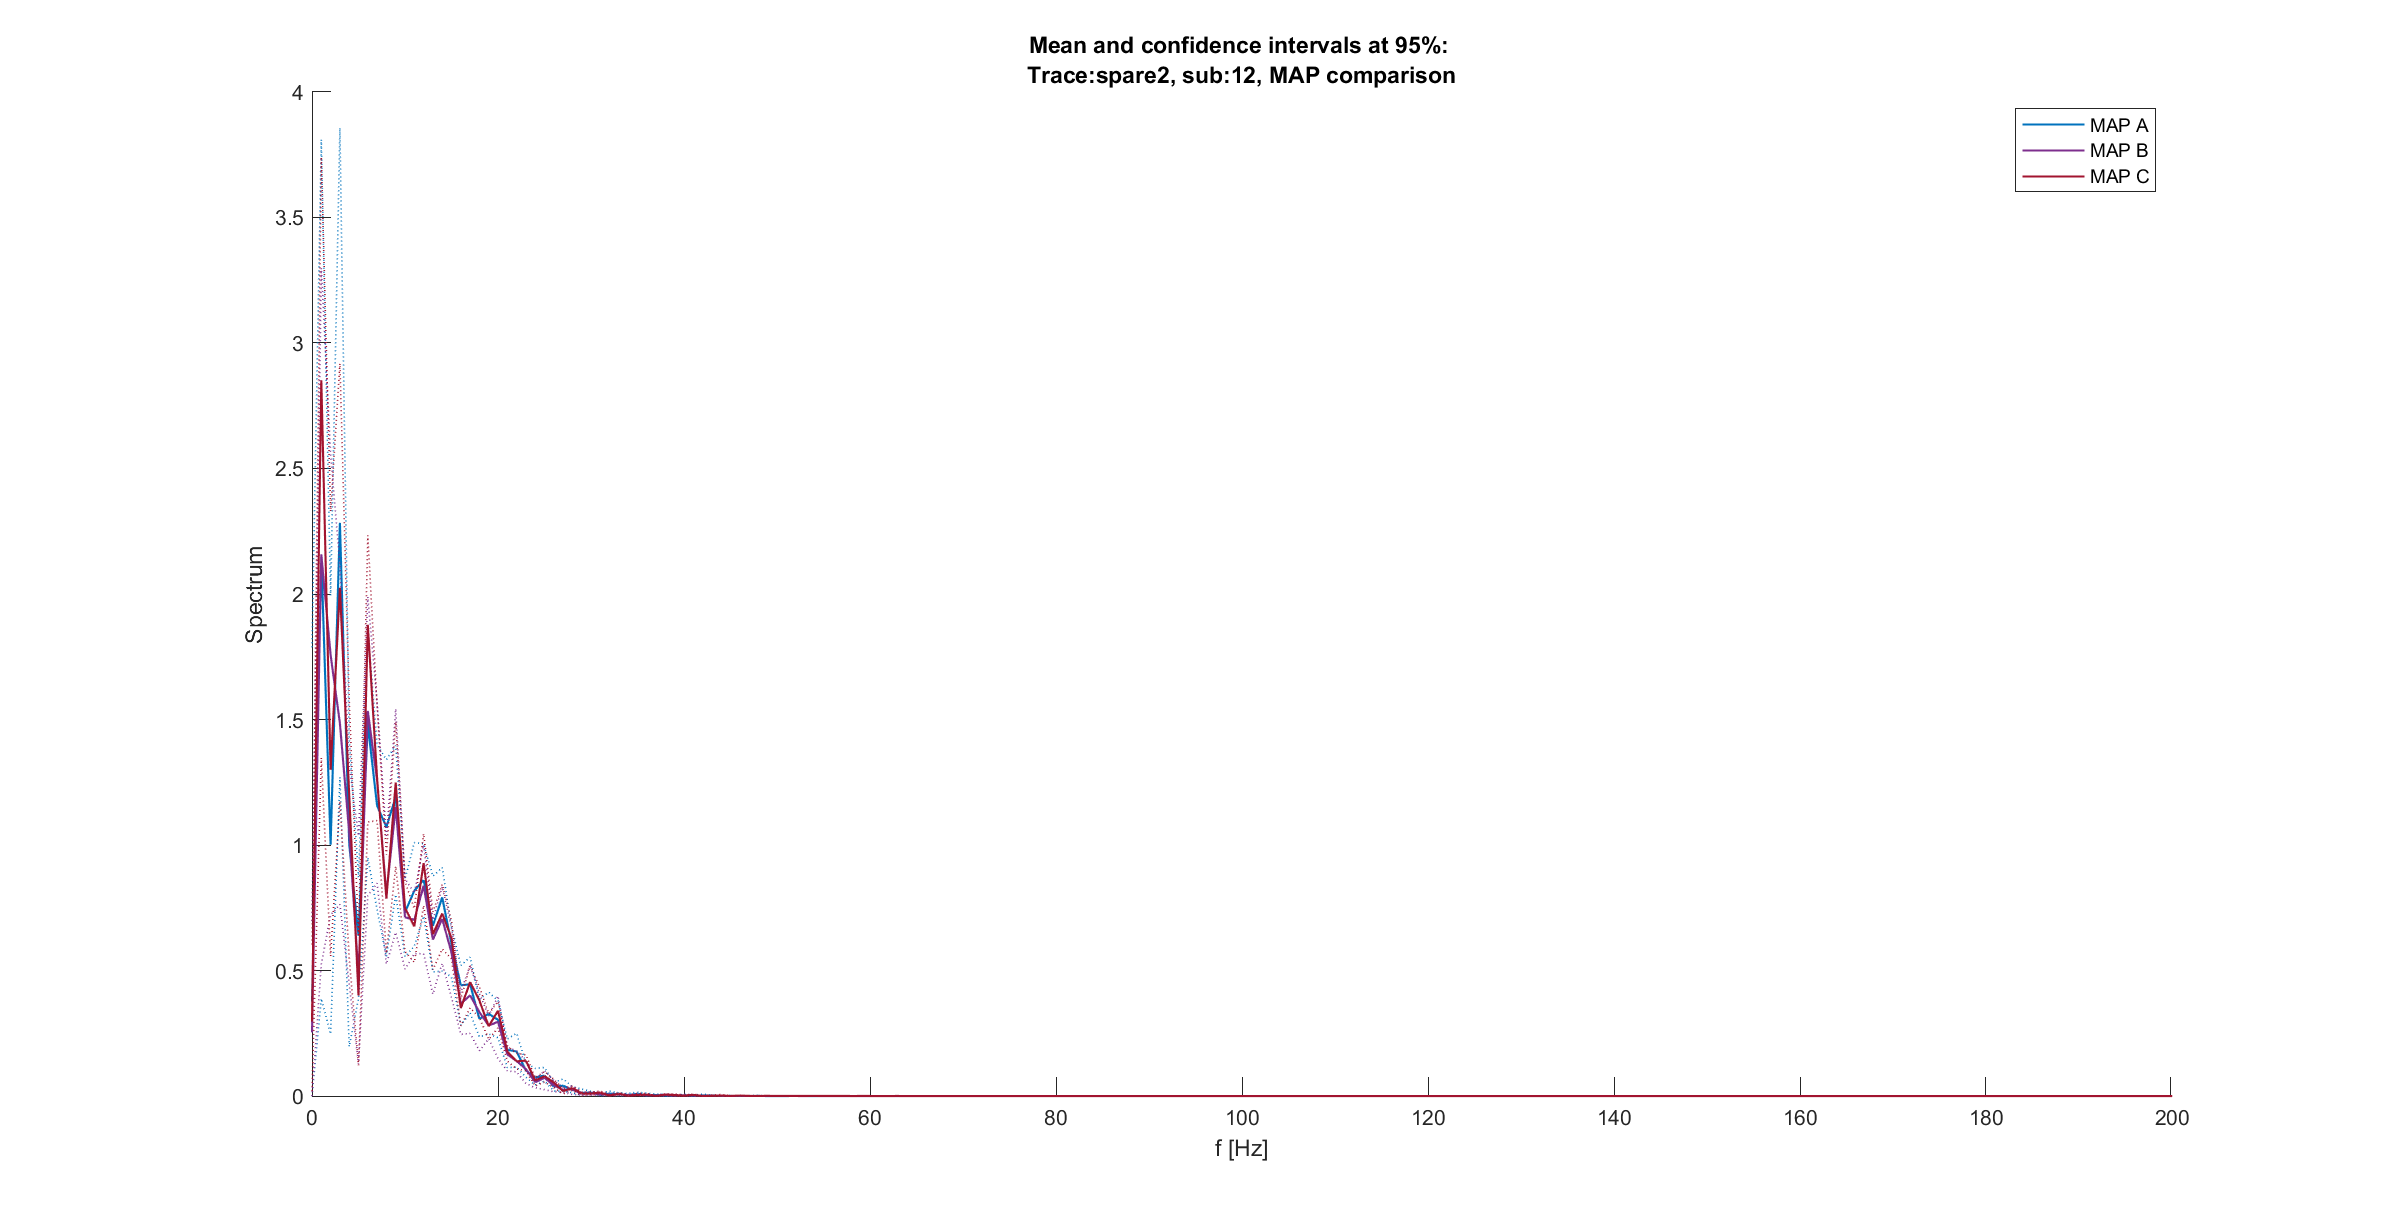 Mean and confidence intervals at 95%:
Trace:spare2, sub:12, MAP comparison
4
3.5
3
2.5
2
1.5
1
0.5
0
Spectrum
MAP A
MAP B
MAP C
0 20 40 60 80 100 120 140 160 180 200
f [Hz]